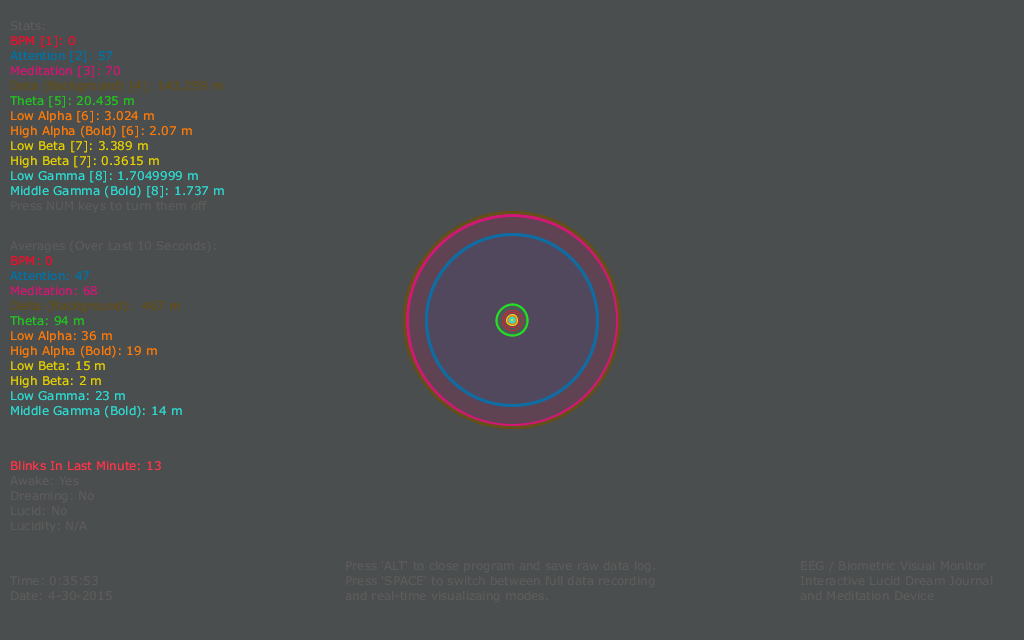 Stats:
BPM [1]: 0
Attention [2]: 57
Meditation [3]: 70
Theta [5]: 20.435 m
Low Alpha [6]: 3.024 m
High Alpha (Bold) [6]: 2.07 m
Low Beta [7]: 3.389 m
High Beta [7]: 0.3615 m
Low Gamma [8]: 1.7049999 m
Middle Gamma (Bold) [8]: 1.737 m
Press NUM keys to turn them off
Averages (Over Last 10 Seconds):
BPM: 0
Attention: 47
Meditation: 68
Theta: 94 m
Low Alpha: 36 m
High Alpha (Bold): 19 m
Low Beta: 15 m
High Beta: 2 m
Low Gamma: 23 m
Middle Gamma (Bold): 14 m
Blinks In Last Minute: 13
Awake: Yes
Dreaming: No
Lucid: No
Lucidity: N/A
Time: 0:35:53
Date: 4-30-2015
Press 'ALT' to close program and save raw data log.
Press 'SPACE' to switch between full data recording
and real-time visualizaing modes.
EEG / Biometric Visual Monitor
Interactive Lucid Dream Journal
and Meditation Device